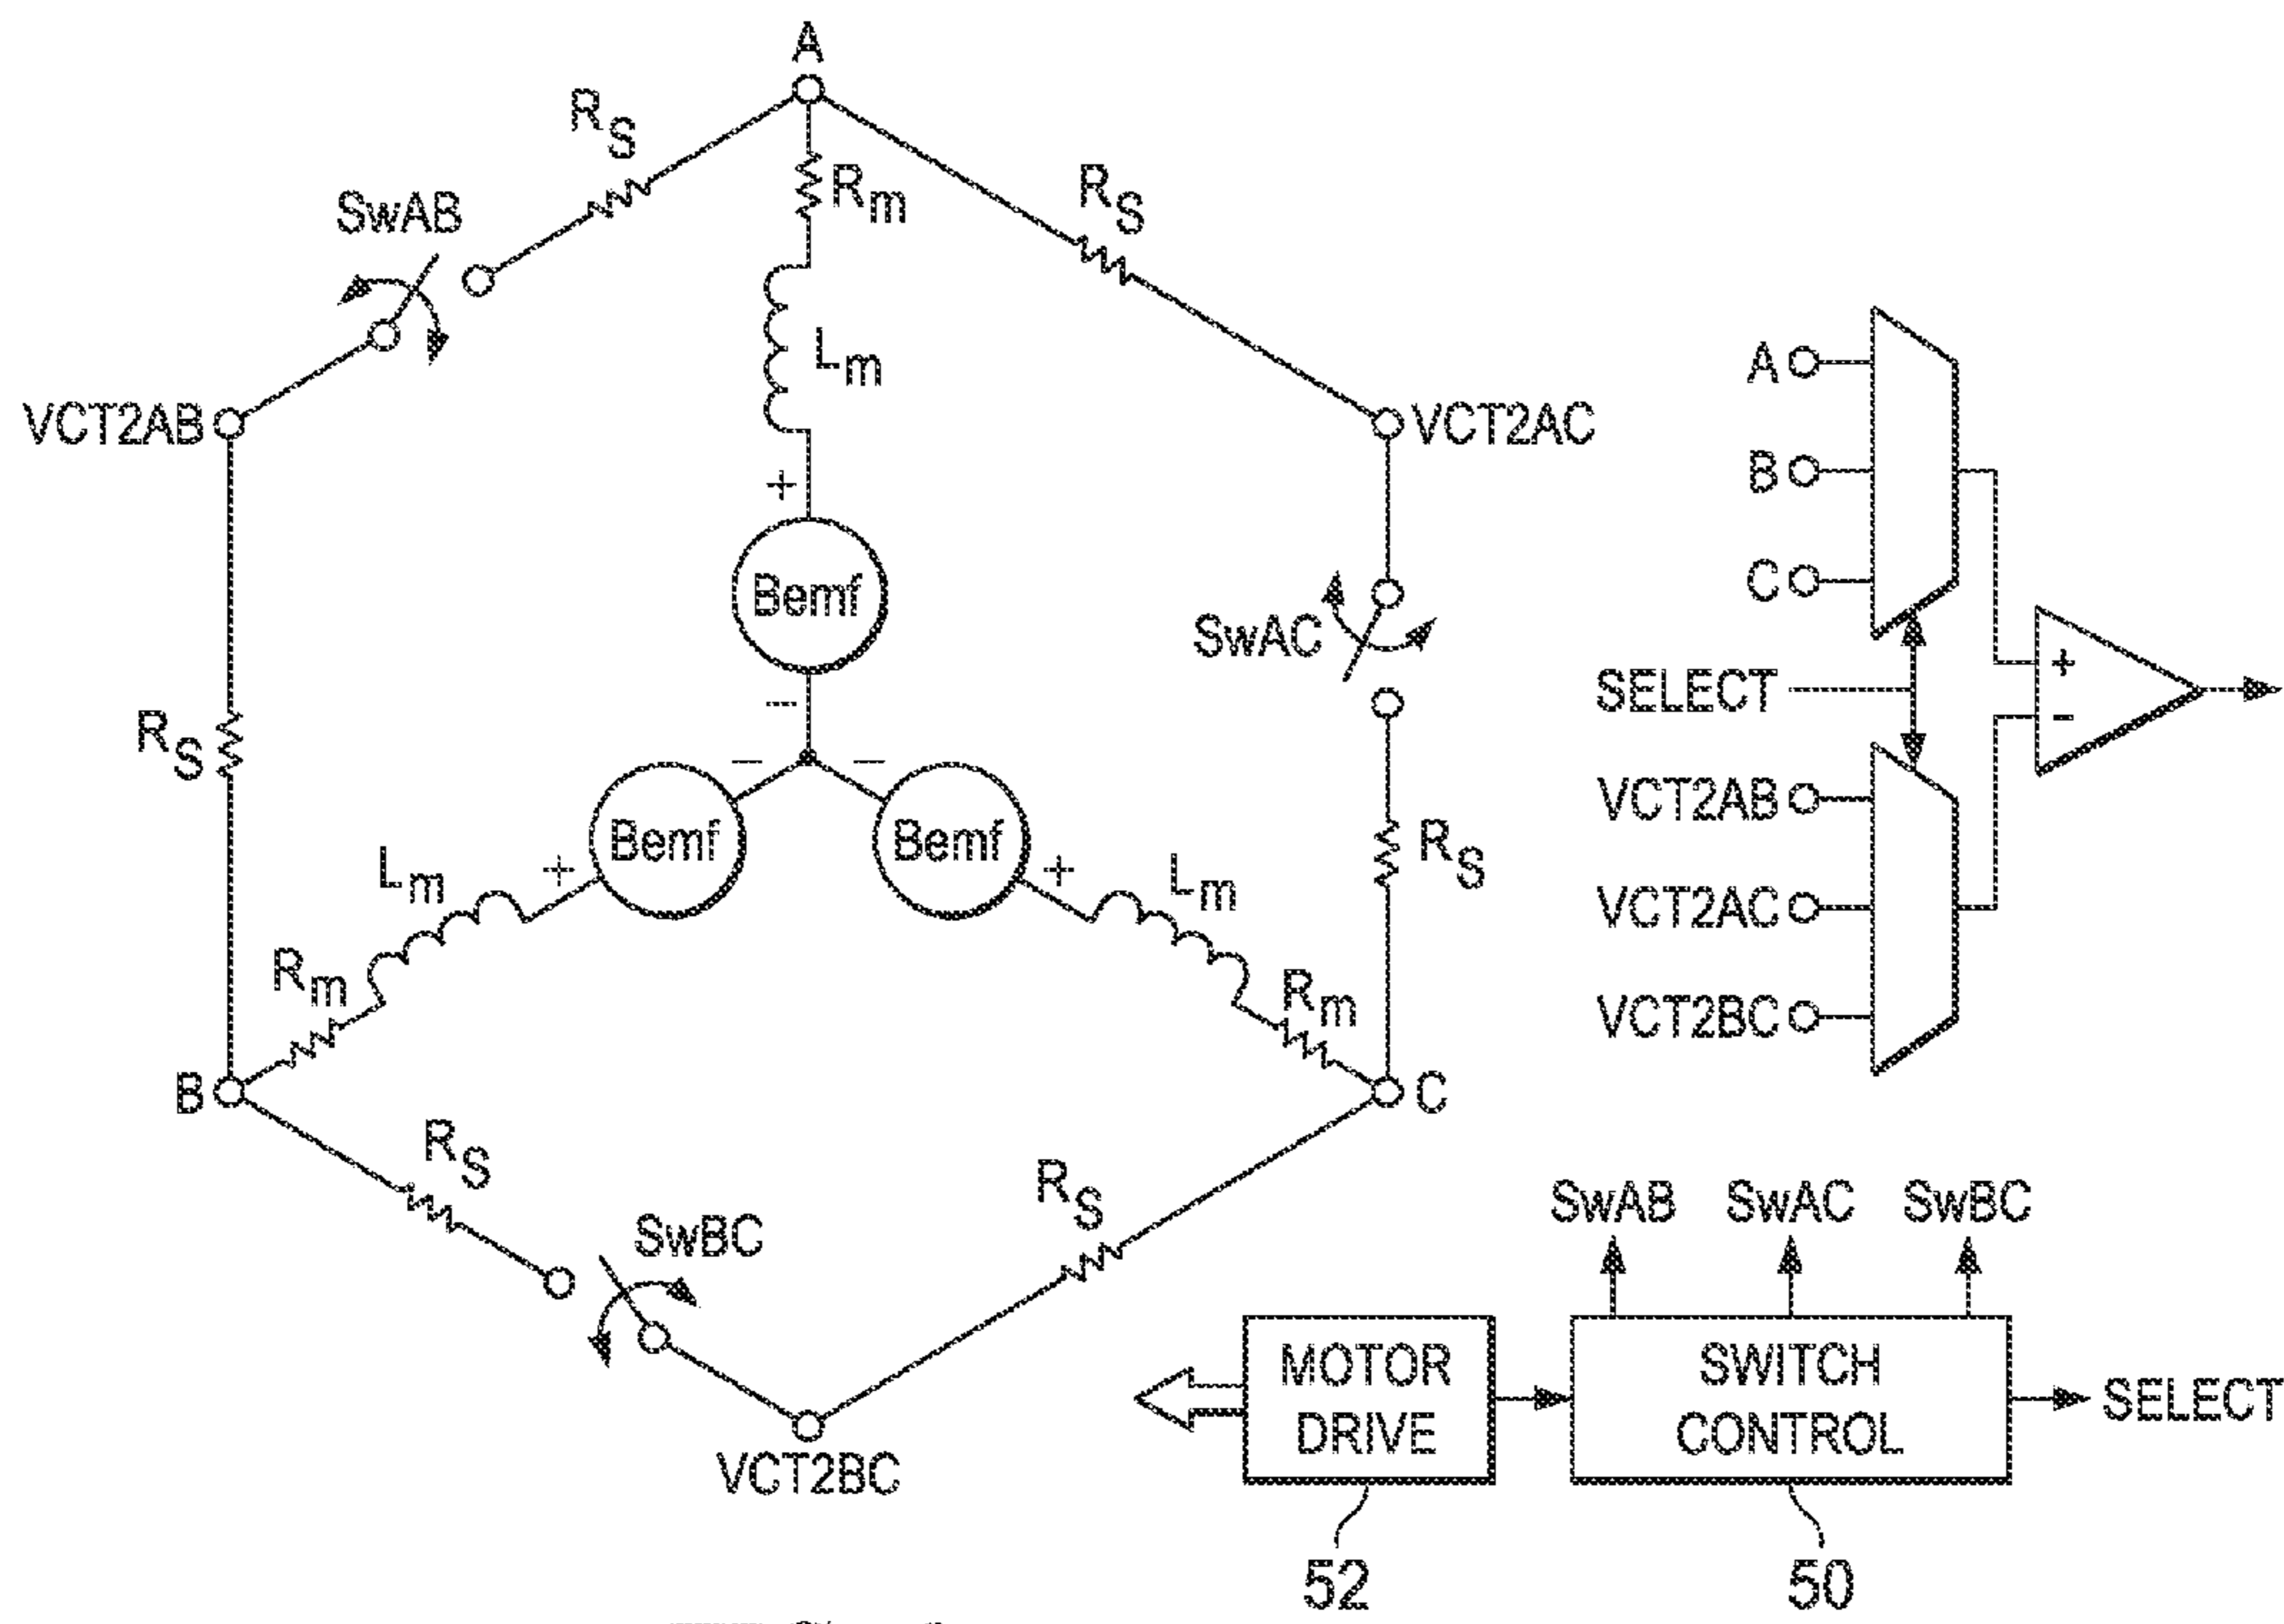 A
RS
Rm
RS
SwAB
Lm
VCT2AB
VCT2AC
+
Bemf
SwAC
−
RS
− −
Bemf
Bemf
+
+
Lm
Lm
RS
Rm
Rm
B
C
RS
RS
SwBC
VCT2BC
A
B
C
SELECT
+
−
VCT2AB
VCT2AC
VCT2BC
SwAB SwAC SwBC
MOTOR
DRIVE
SWITCH
CONTROL
SELECT
52
50